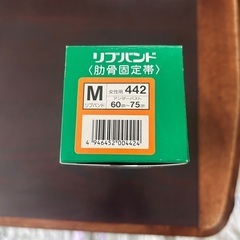 リブバンド
〈肋骨固定帯〉
M 女性用 442
リブバンド アンダーバスト 60cm〜75cm
4 946452 004424